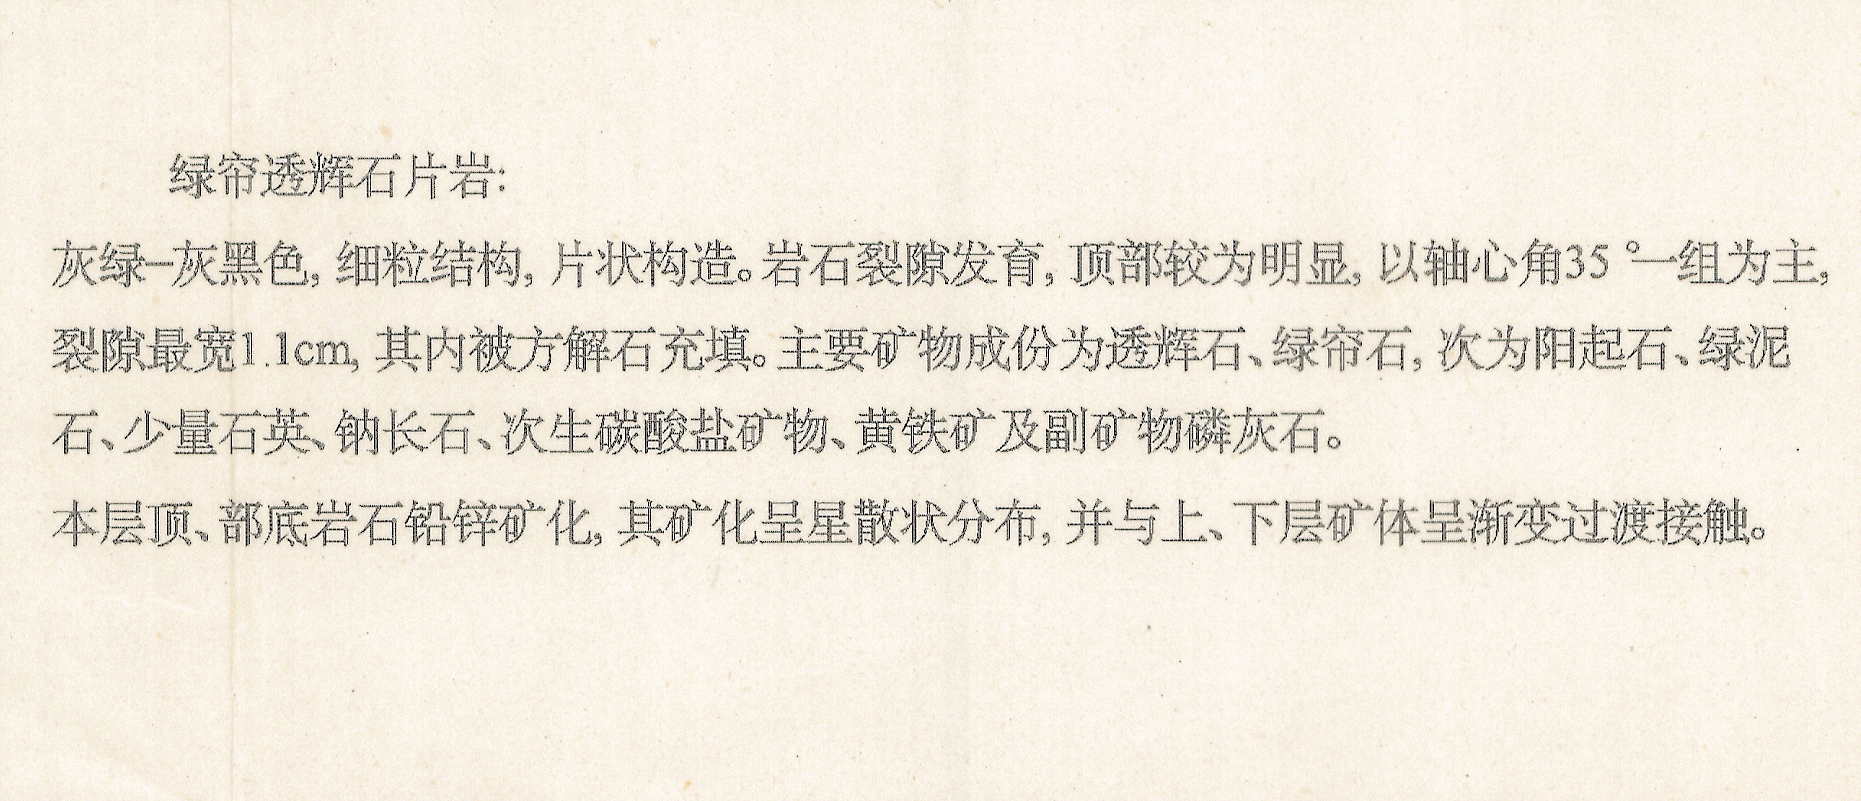 绿帘透辉石片岩:
灰绿—灰黑色, 细粒结构, 片状构造。岩石裂隙发育, 顶部较为明显, 以轴心角35°一组为主,
裂隙最宽1.1cm, 其内被方解石充填。主要矿物成份为透辉石、绿帘石, 次为阳起石、绿泥
石、少量石英、钠长石、次生碳酸盐矿物、黄铁矿及副矿物磷灰石。
本层顶、部底岩石铅锌矿化, 其矿化呈星散状分布, 并与上、下层矿体呈渐变过渡接触。